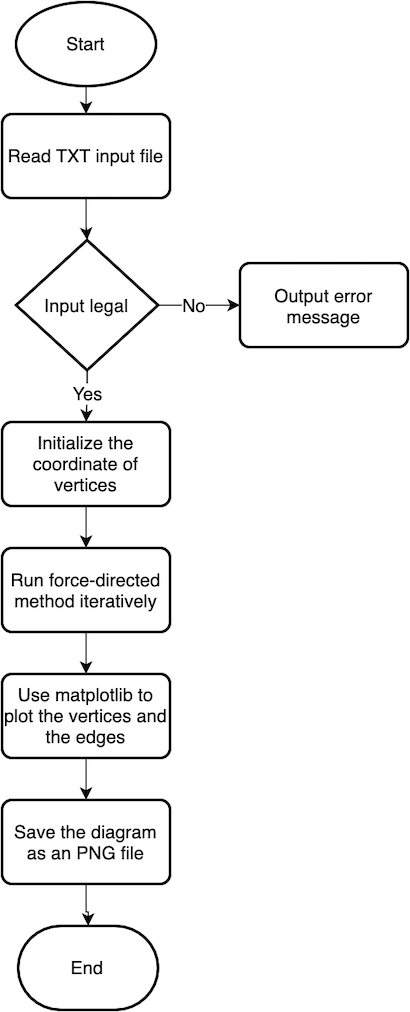 Start
Read TXT input file
Input legal
No
Output error
message
Yes
Initialize the
coordinate of
vertices
Run force-directed
method iteratively
Use matplotlib to
plot the vertices and
the edges
Save the diagram
as an PNG file
End